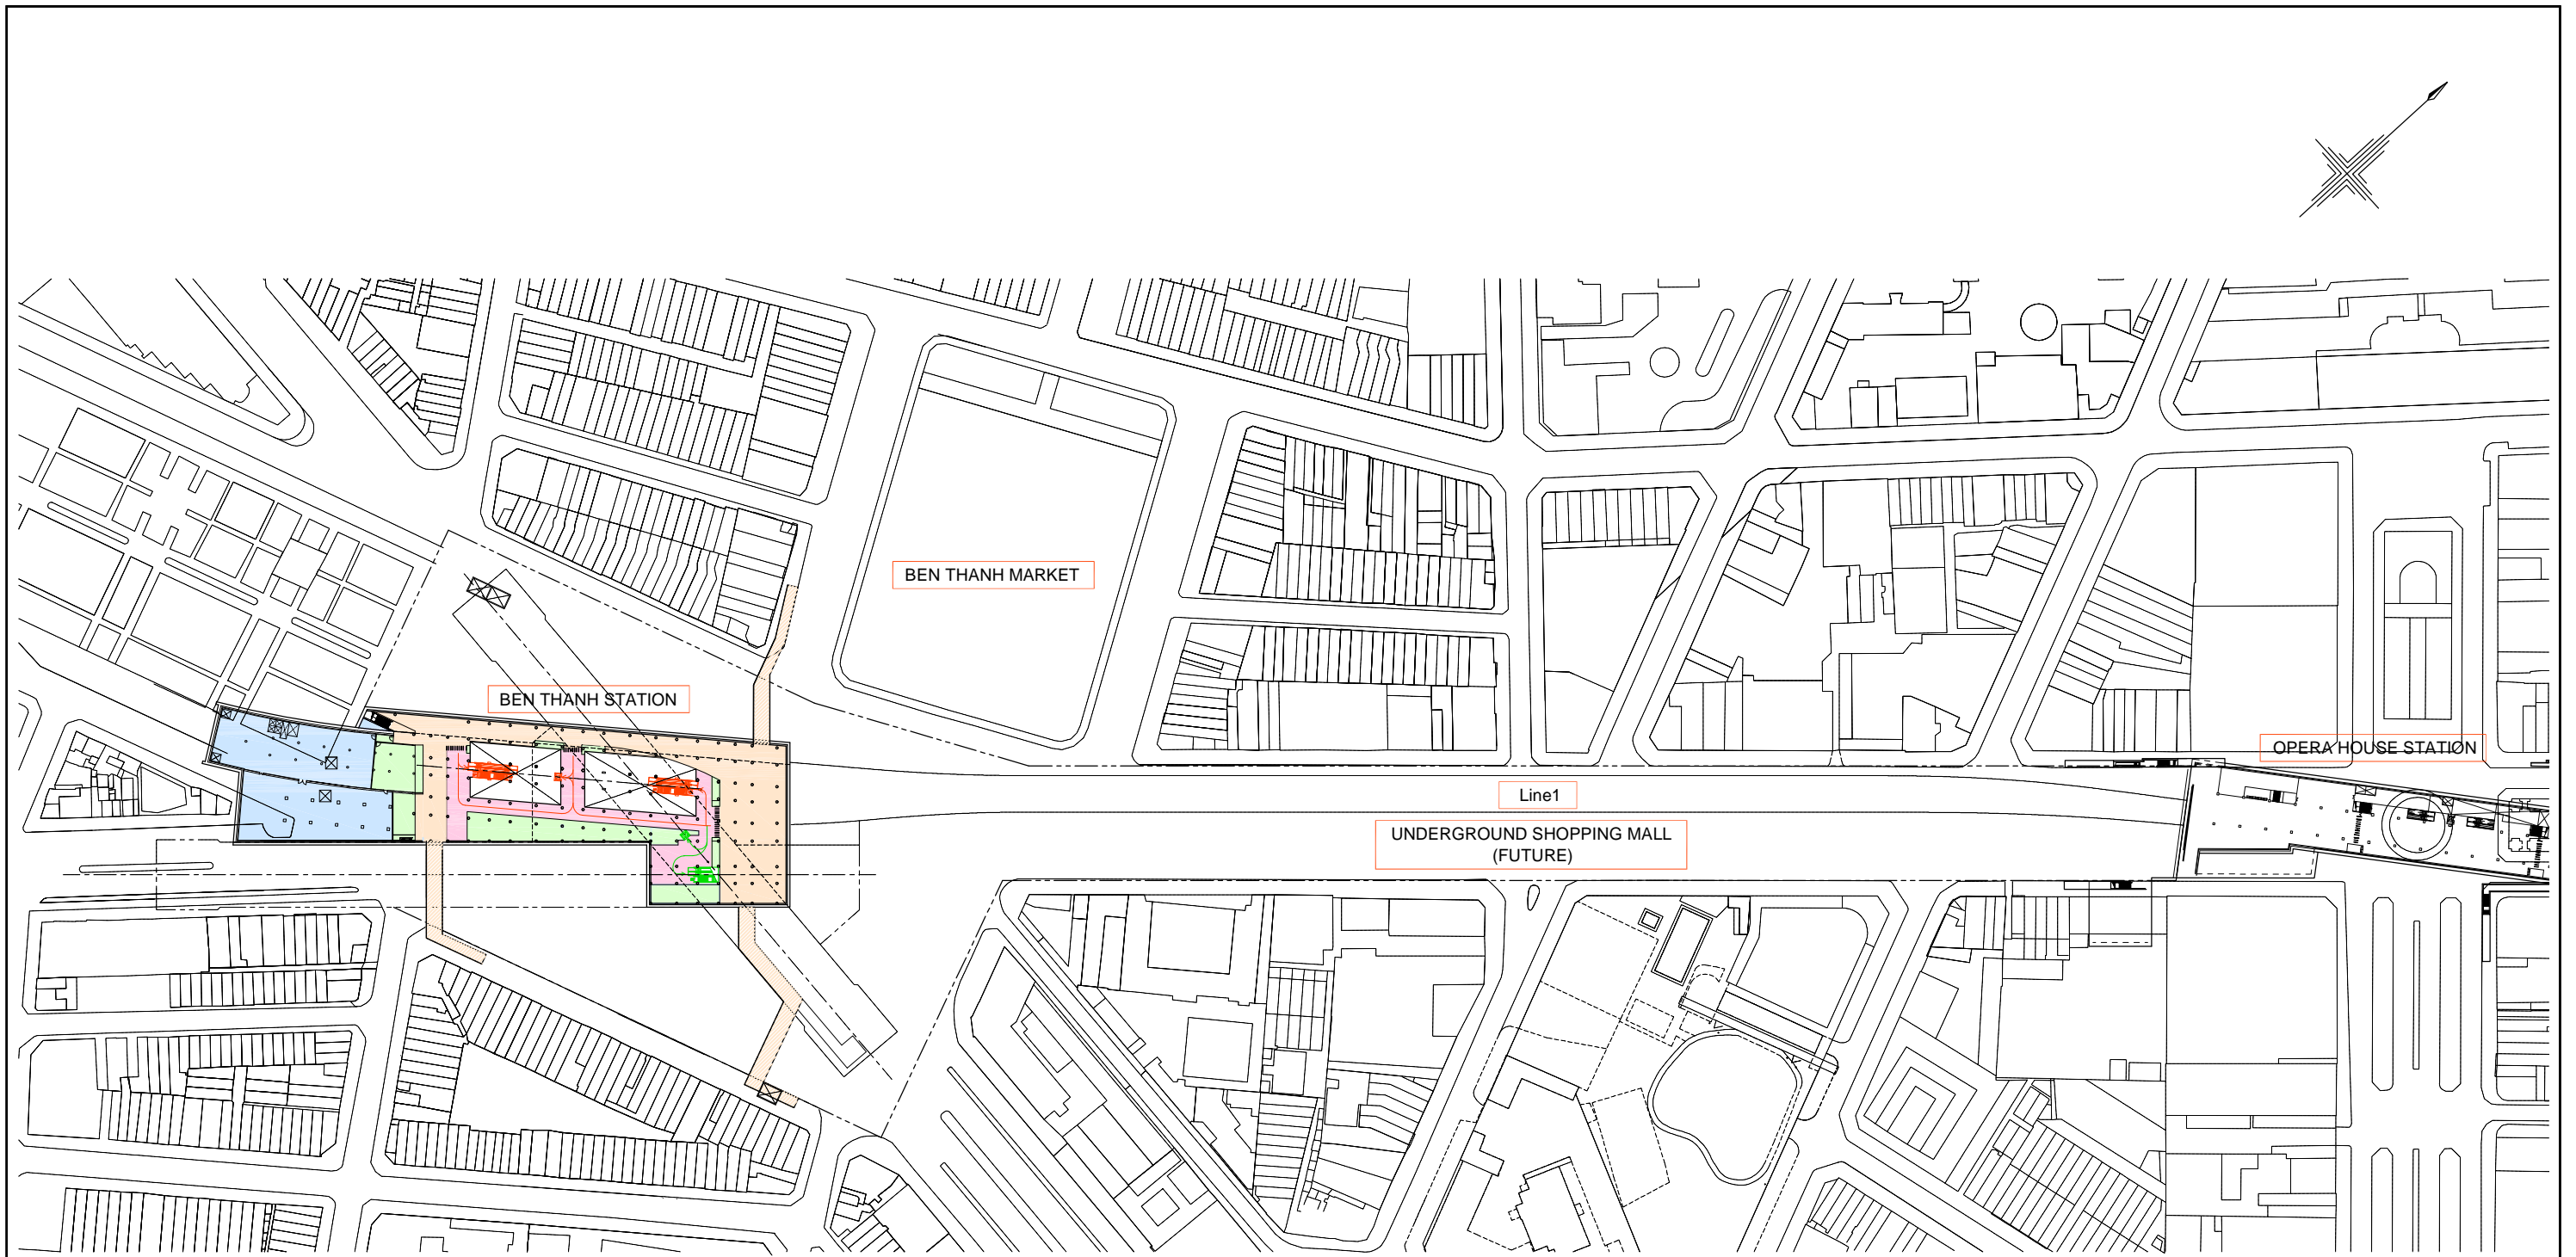 BEN THANH MARKET
BEN THANH STATION
OPERA HOUSE STATION
Line1
UNDERGROUND SHOPPING MALL
(FUTURE)